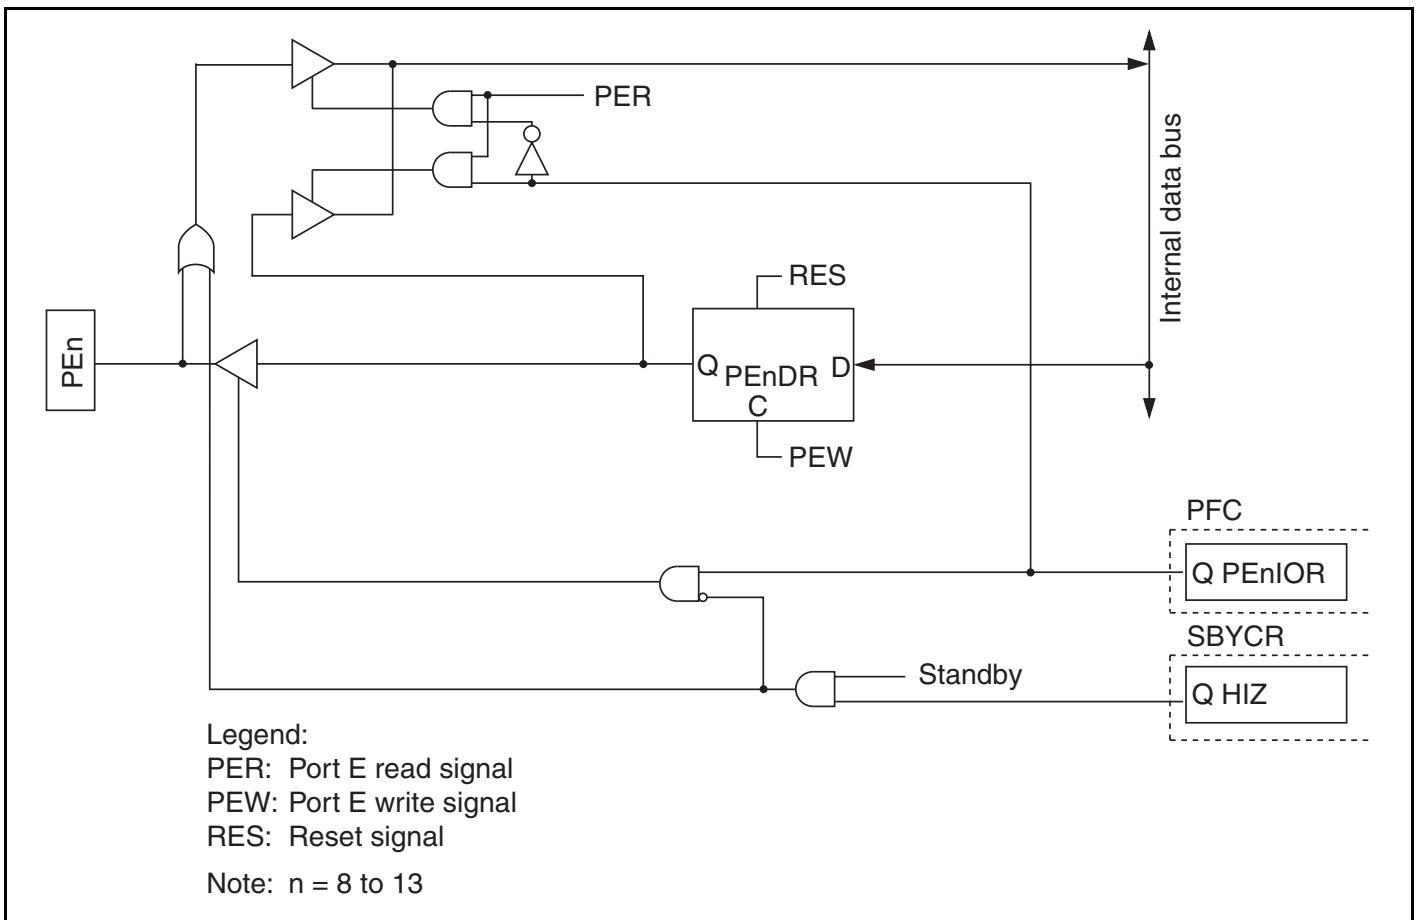 PER
Internal data bus
RES
PEn
Q PEnDR D
C
PEW
PFC
Q PEnIOR
SBYCR
Standby
Q HIZ
Legend:
PER: Port E read signal
PEW: Port E write signal
RES: Reset signal
Note: n = 8 to 13